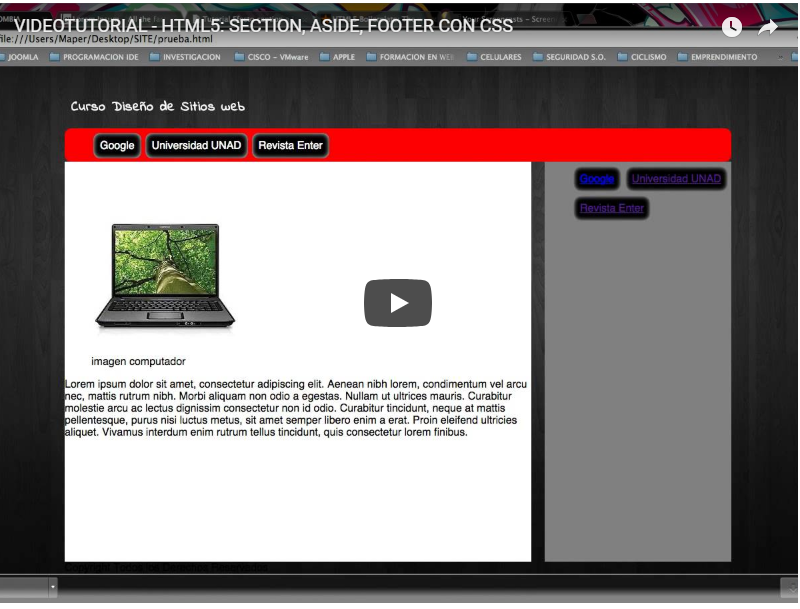 VIDEOTUTORIAL - HTML 5: SECTION, ASIDE, FOOTER CON CSS
file:///Users/Maper/Desktop/SITE/prueba.html
JOOMLA PROGRAMACION IDE INVESTIGACION CISCO - VMware APPLE FORMACION EN WEB CELULARES SEGURIDAD S.O. CICLISMO EMPRENDIMIENTO
Curso Diseño de Sitios web
Google Universidad UNAD Revista Enter
Google Universidad UNAD
Revista Enter
imagen computador
Lorem ipsum dolor sit amet, consectetur adipiscing elit. Aenean nibh lorem, condimentum vel arcu
nec, mattis rutrum nibh. Morbi aliquam non odio a egestas. Nullam ut ultrices mauris. Curabitur
molestie arcu ac lectus dignissim consectetur non id odio. Curabitur tincidunt, neque at mattis
pellentesque, purus nisi luctus metus, sit amet semper libero enim a erat. Proin eleifend ultricies
aliquet. Vivamus interdum enim rutrum tellus tincidunt, quis consectetur lorem finibus.
Copyright Todos los Derechos Reservados